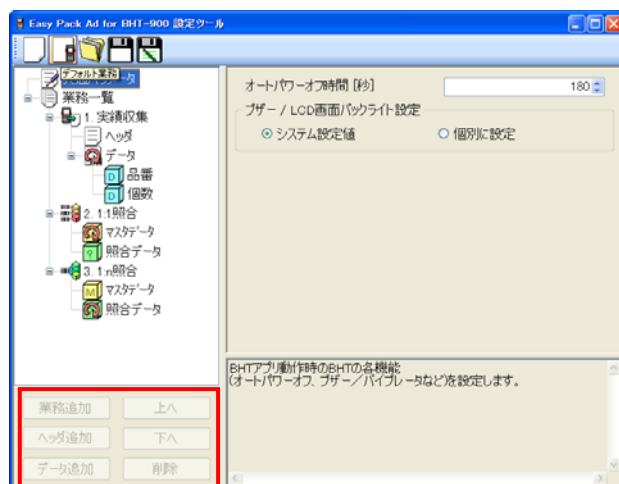 Easy Pack Ad for BHT-900 設定ツール
デフォルト業務
タ
業務一覧
1. 実績収集
ヘッダ
データ
品番
個数
2. 1:1照合
マスタデータ
照合データ
3. 1:n照合
マスタデータ
照合データ
業務追加
上へ
ヘッダ追加
下へ
データ追加
削除
オートパワーオフ時間 [秒]
180
ブザー / LCD画面バックライト設定
システム設定値
個別に設定
BHTアプリ動作時のBHTの各機能
(オートパワーオフ、ブザー/バイブレータなど)を設定します。